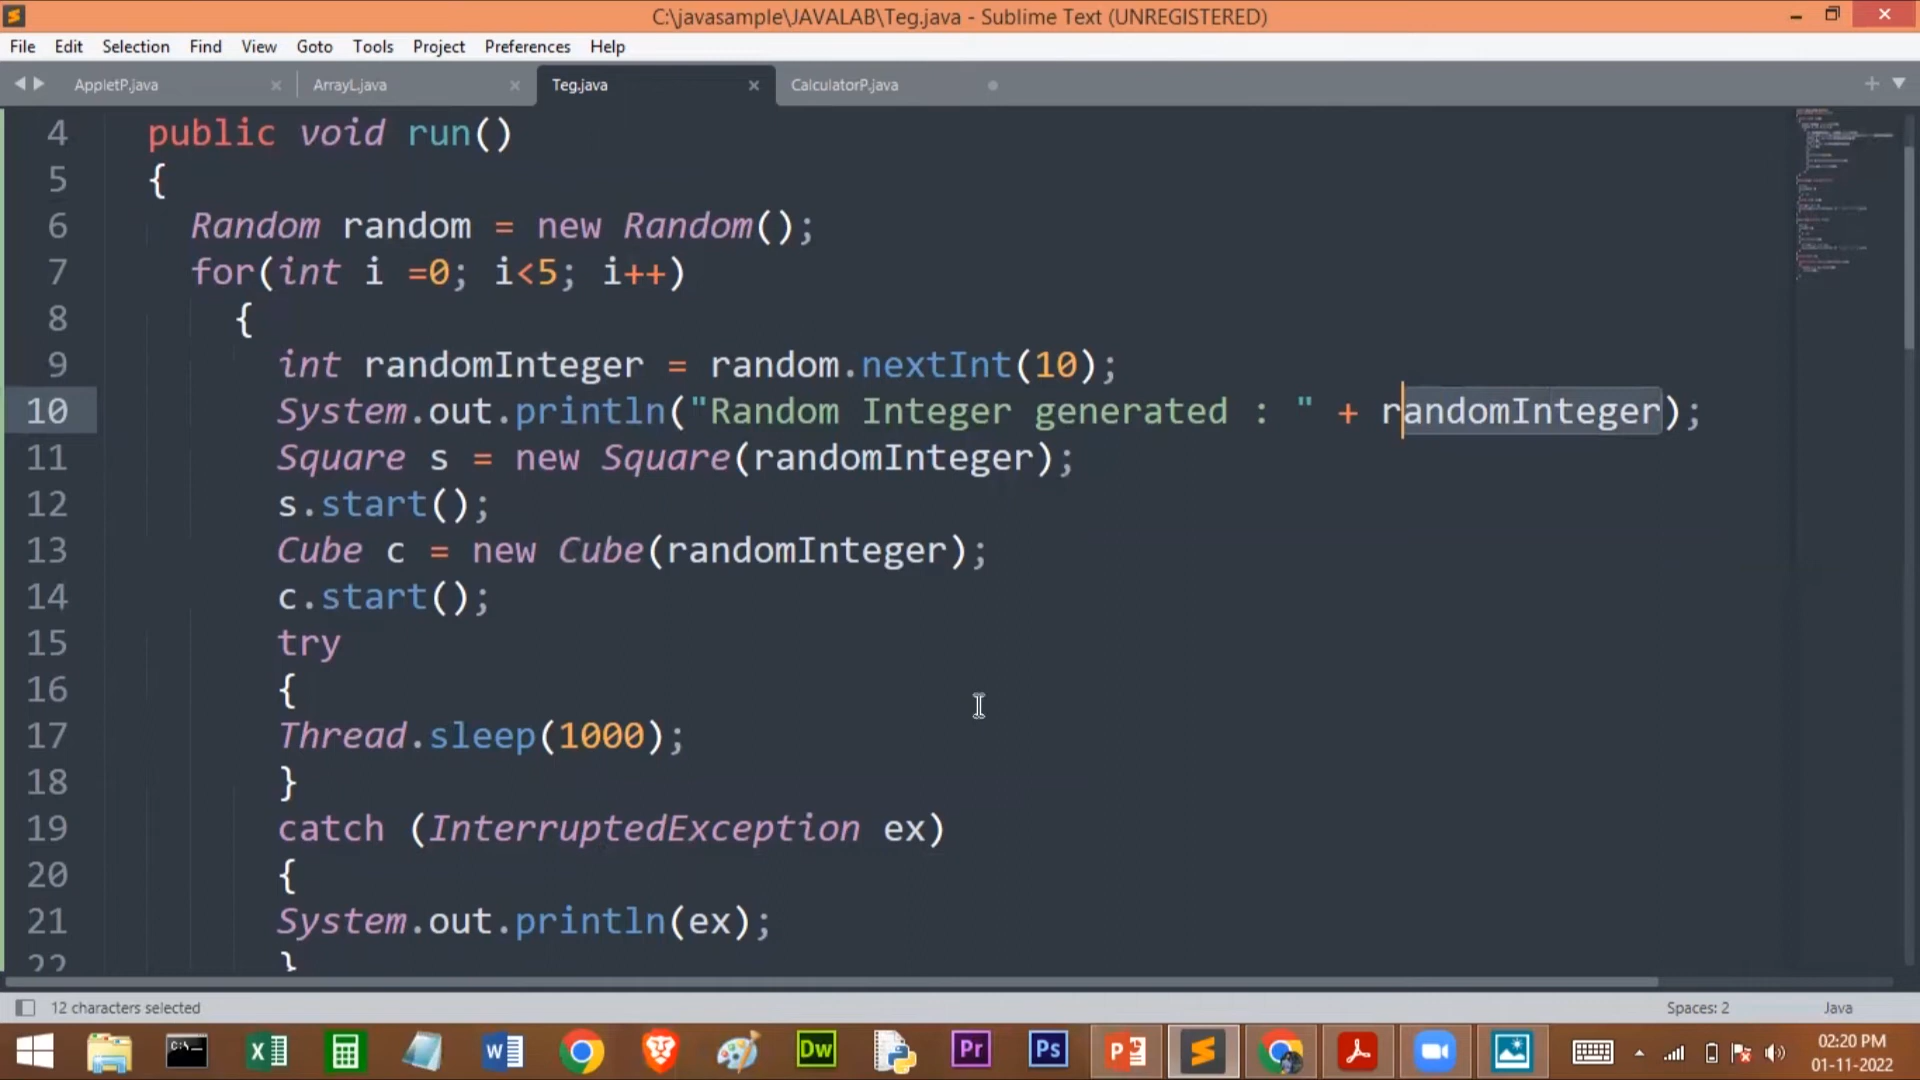 C:\javasample\JAVALAB\Teg.java - Sublime Text (UNREGISTERED)
File Edit Selection Find View Goto Tools Project Preferences Help
AppletP.java ArrayL.java Teg.java CalculatorP.java
4 public void run()
5 {
6 Random random = new Random();
7 for(int i =0; i<5; i++)
8 {
9 int randomInteger = random.nextInt(10);
10 System.out.println("Random Integer generated : " + randomInteger);
11 Square s = new Square(randomInteger);
12 s.start();
13 Cube c = new Cube(randomInteger);
14 c.start();
15 try
16 {
17 Thread.sleep(1000);
18 }
19 catch (InterruptedException ex)
20 {
21 System.out.println(ex);
22 }
12 characters selected Spaces: 2 Java
C:\_ X W Dw Pr Ps P
02:20 PM
01-11-2022